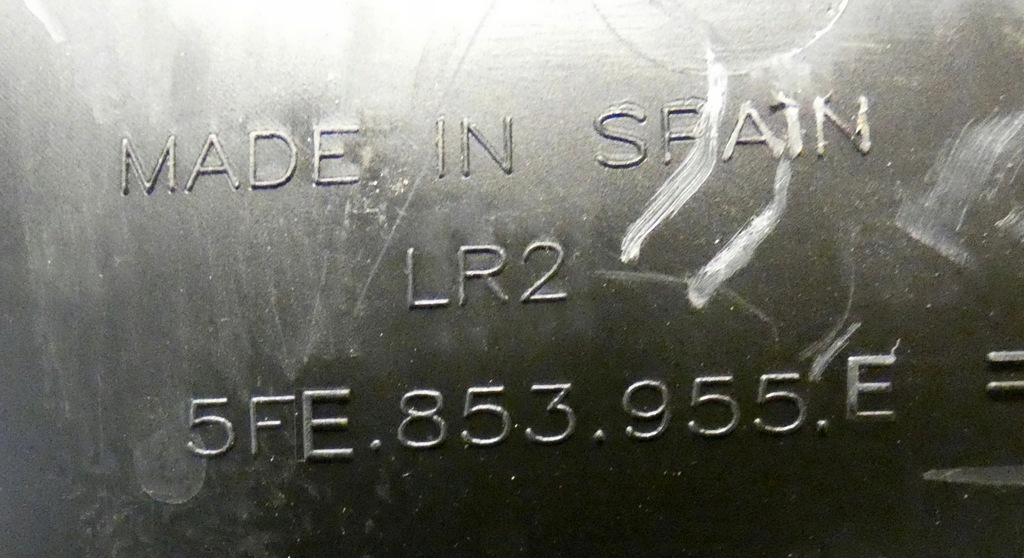 MADE IN SPAIN
LR2
5FE.853.955.E =